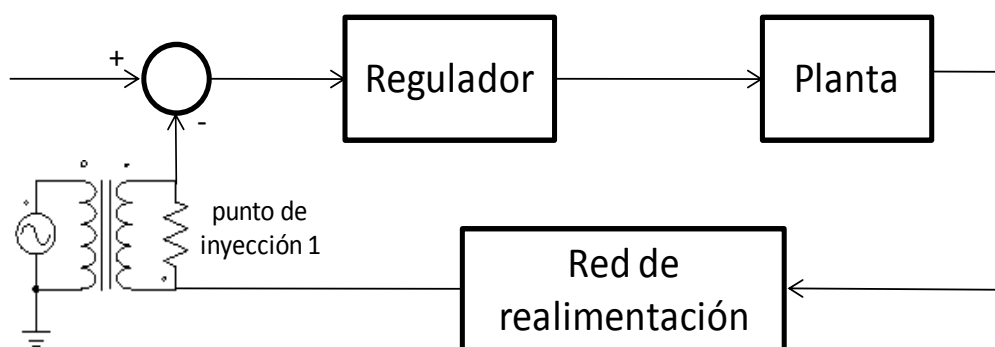 +
Regulador
Planta
-
punto de
inyección 1
Red de
realimentación